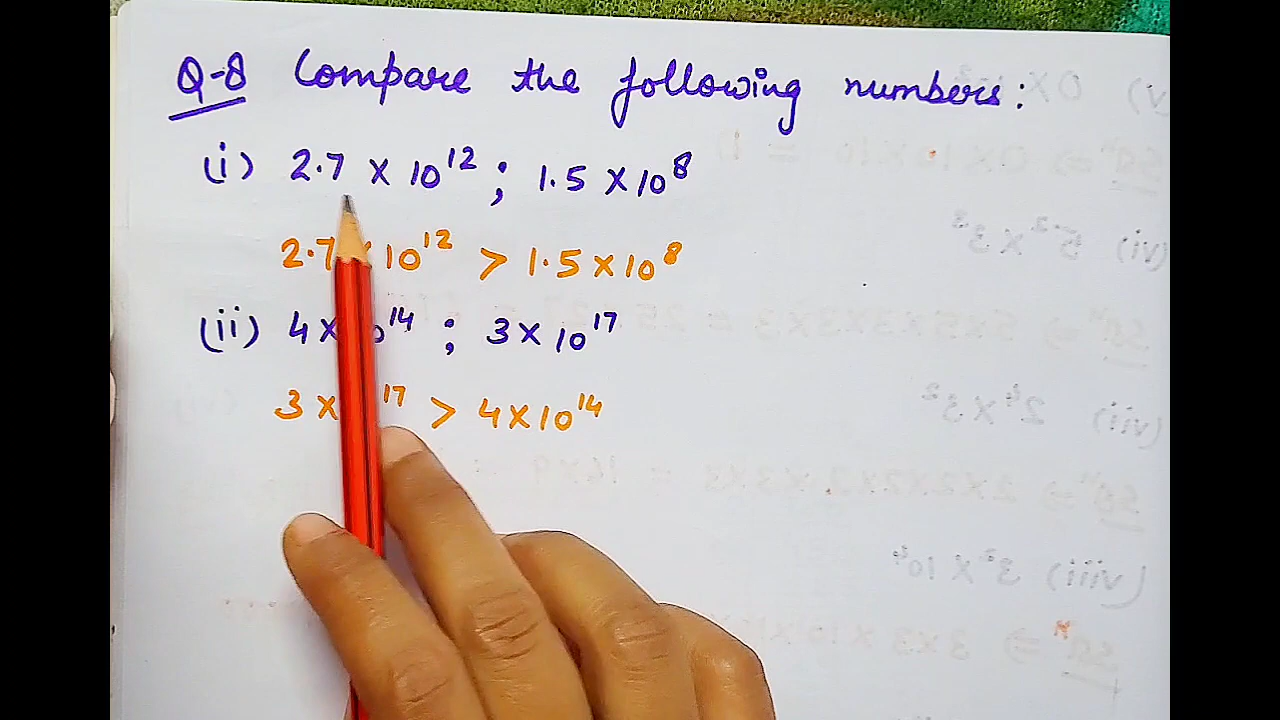 Q-8 Compare the following numbers:
(i) 2.7 × 10¹² ; 1.5 × 10⁸
2.7 × 10¹² > 1.5 × 10⁸
(ii) 4 × 10¹⁴ ; 3 × 10¹⁷
3 × 17 > 4 × 10¹⁴